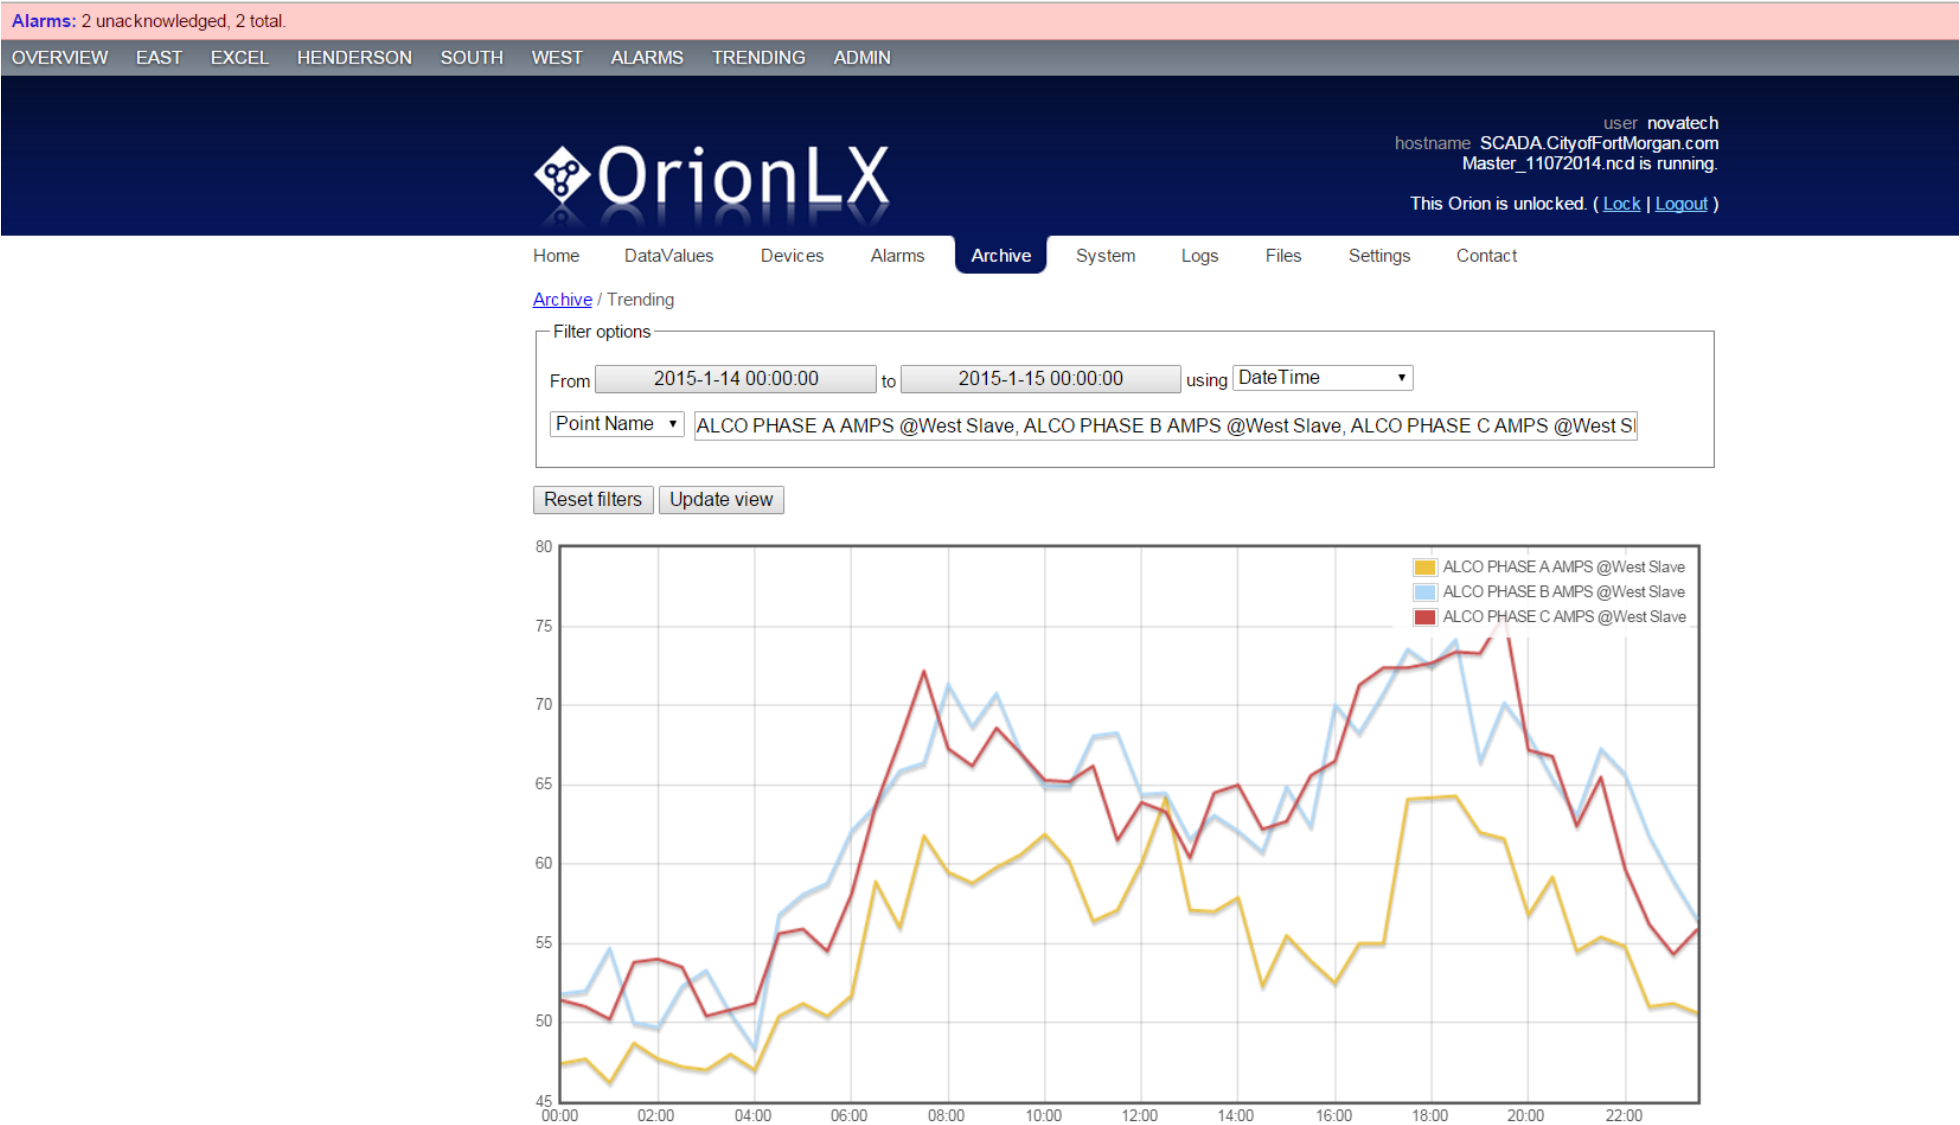 Alarms: 2 unacknowledged, 2 total.
OVERVIEW EAST EXCEL HENDERSON SOUTH WEST ALARMS TRENDING ADMIN
OrionLX
user novatech
hostname SCADA.CityofFortMorgan.com
Master_11072014.ncd is running.
This Orion is unlocked. ( Lock | Logout )
Home DataValues Devices Alarms Archive System Logs Files Settings Contact
Archive / Trending
Filter options
From 2015-1-14 00:00:00 to 2015-1-15 00:00:00 using DateTime
Point Name ALCO PHASE A AMPS @West Slave, ALCO PHASE B AMPS @West Slave, ALCO PHASE C AMPS @West Sl
Reset filters Update view
ALCO PHASE A AMPS @West Slave
ALCO PHASE B AMPS @West Slave
ALCO PHASE C AMPS @West Slave
80
75
70
65
60
55
50
45
00:00 02:00 04:00 06:00 08:00 10:00 12:00 14:00 16:00 18:00 20:00 22:00